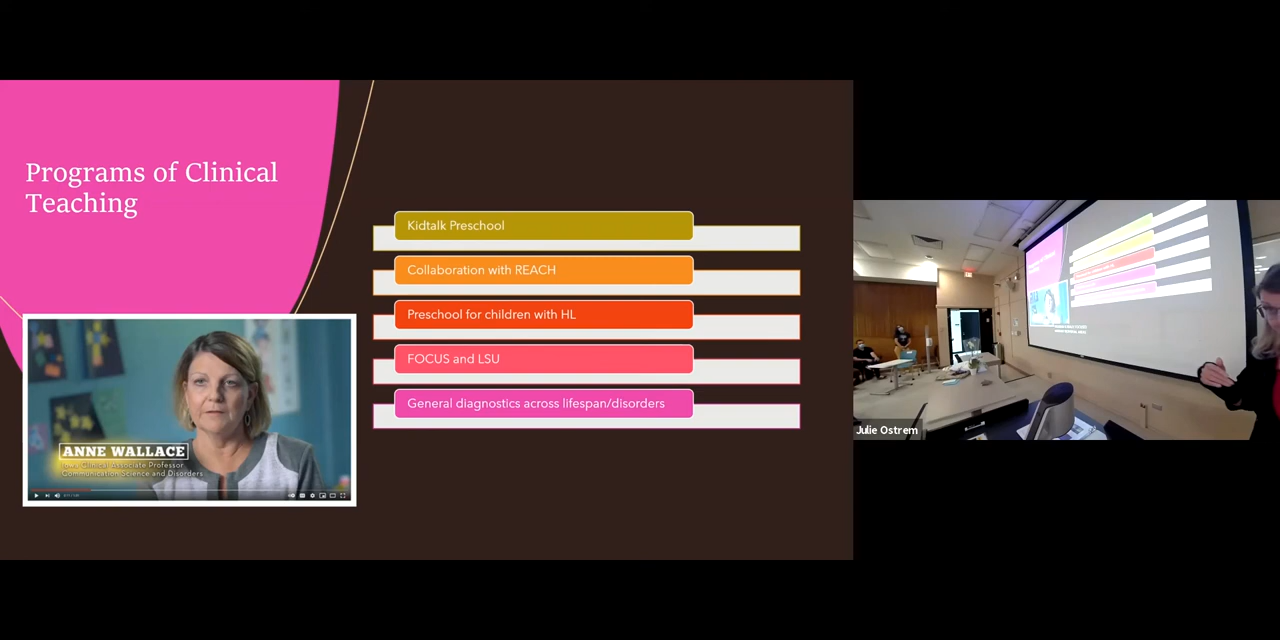 Programs of Clinical
Teaching
Kidtalk Preschool
Collaboration with REACH
Preschool for children with HL
FOCUS and LSU
General diagnostics across lifespan/disorders
ANNE WALLACE
Iowa Clinical Associate Professor
Communication Science and Disorders
Julie Ostrem